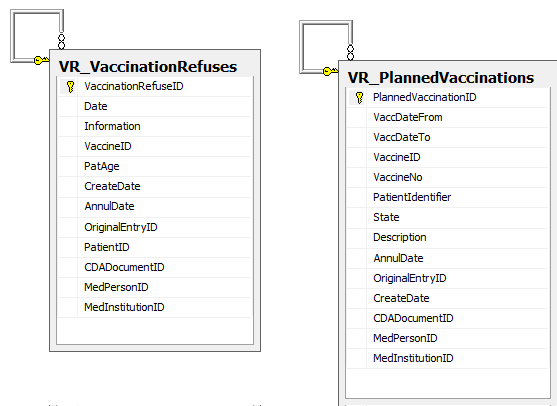 VR_VaccinationRefuses
VaccinationRefuseID
Date
Information
VaccineID
PatAge
CreateDate
AnnulDate
OriginalEntryID
PatientID
CDADocumentID
MedPersonID
MedInstitutionID
VR_PlannedVaccinations
PlannedVaccinationID
VaccDateFrom
VaccDateTo
VaccineID
VaccineNo
PatientIdentifier
State
Description
AnnulDate
OriginalEntryID
CreateDate
CDADocumentID
MedPersonID
MedInstitutionID